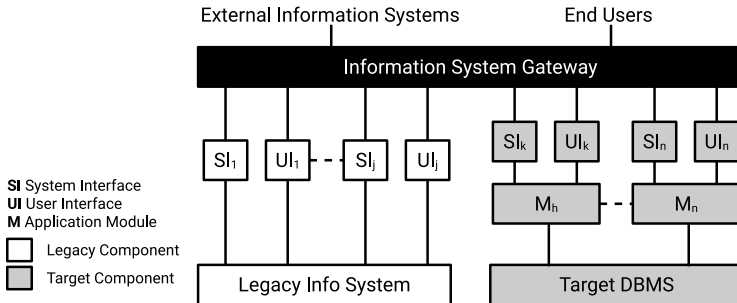 External Information Systems End Users
Information System Gateway
SI₁ UI₁ SIⱼ UIⱼ SIₖ UIₖ SIₙ UIₙ
Mₕ Mₙ
SI System Interface
UI User Interface
M Application Module
Legacy Component
Target Component
Legacy Info System Target DBMS